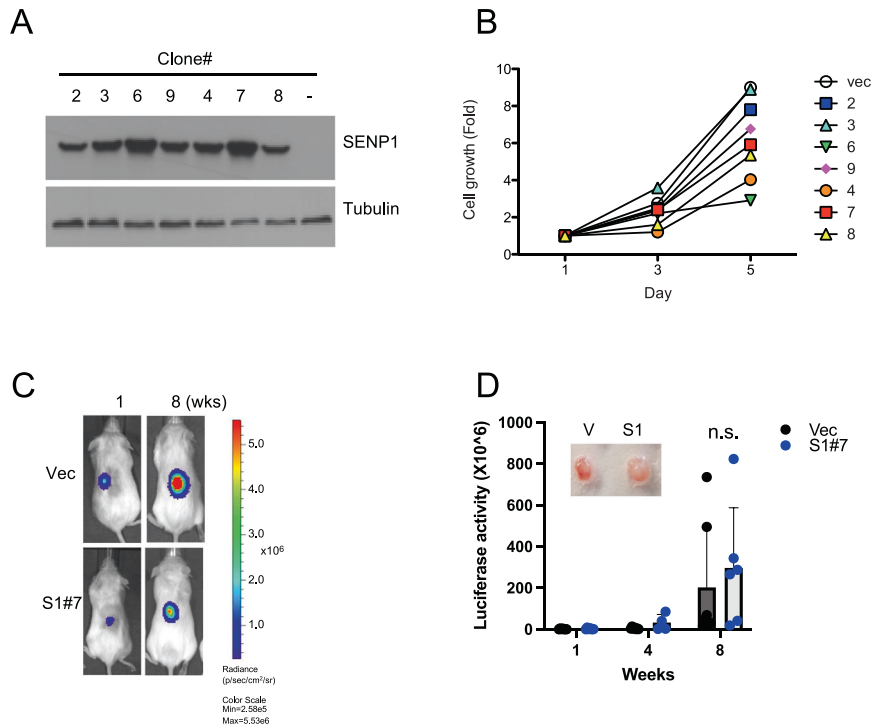 A
Clone#
2 3 6 9 4 7 8 -
SENP1
Tubulin
B
Cell growth (Fold)
10
8
6
4
2
0
1 3 5
Day
vec
2
3
6
9
4
7
8
C
1 8 (wks)
Vec
S1#7
5.0
4.0
3.0
x10^6
2.0
1.0
Radiance
(p/sec/cm²/sr)
Color Scale
Min=2.58e5
Max=5.53e6
D
Luciferase activity (X10^6)
1000
800
600
400
200
0
V S1
n.s.
Vec
S1#7
1 4 8
Weeks